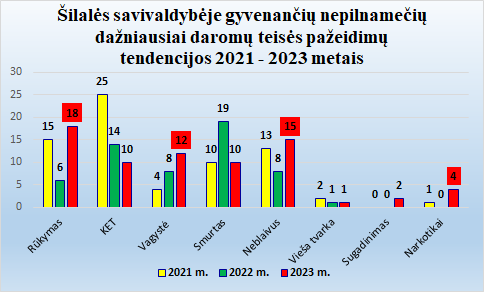 Šilalės savivaldybėje gyvenančių nepilnamečių
dažniausiai daromų teisės pažeidimų
tendencijos 2021 - 2023 metais
30
25
20
15
10
5
0
15
6
18
25
14
10
4
8
12
10
19
10
13
8
15
2
1
1
0
0
2
1
0
4
Rūkymas
KET
Vagystė
Smurtas
Neblaivus
Vieša tvarka
Sugadinimas
Narkotikai
2021 m.
2022 m.
2023 m.